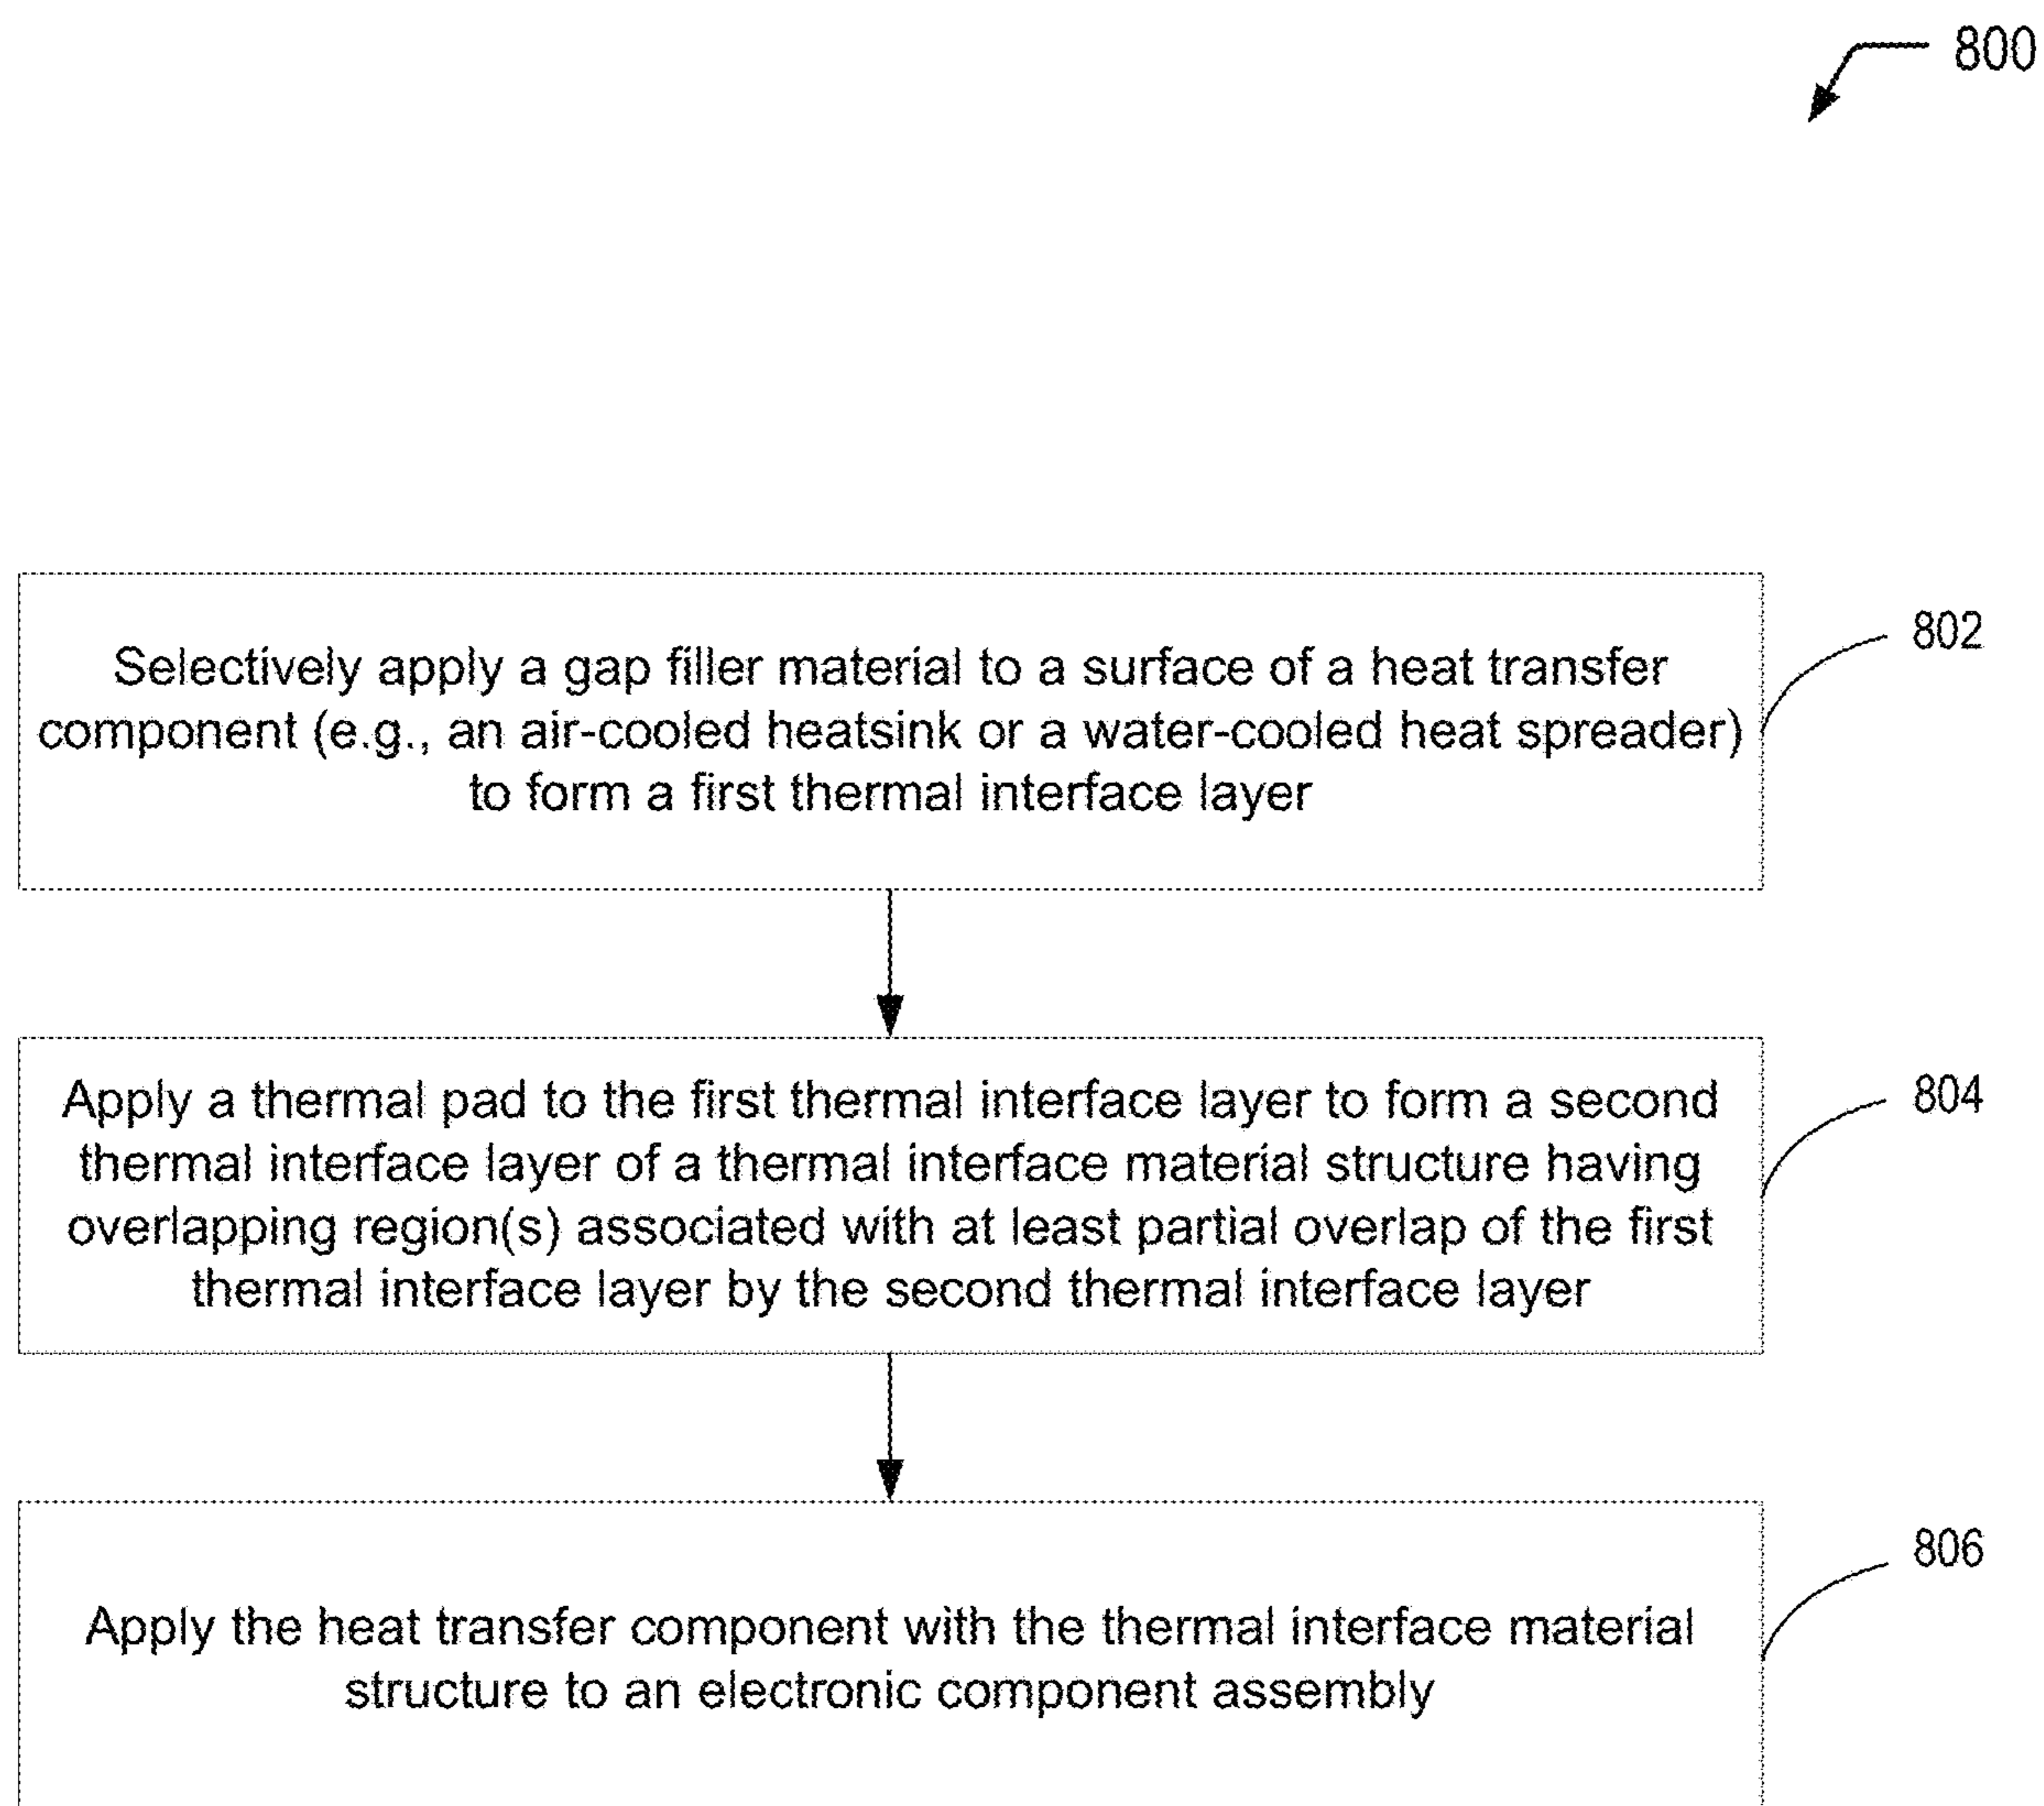 800
Selectively apply a gap filler material to a surface of a heat transfer
component (e.g., an air-cooled heatsink or a water-cooled heat spreader)
to form a first thermal interface layer
802
Apply a thermal pad to the first thermal interface layer to form a second
thermal interface layer of a thermal interface material structure having
overlapping region(s) associated with at least partial overlap of the first
thermal interface layer by the second thermal interface layer
804
Apply the heat transfer component with the thermal interface material
structure to an electronic component assembly
806